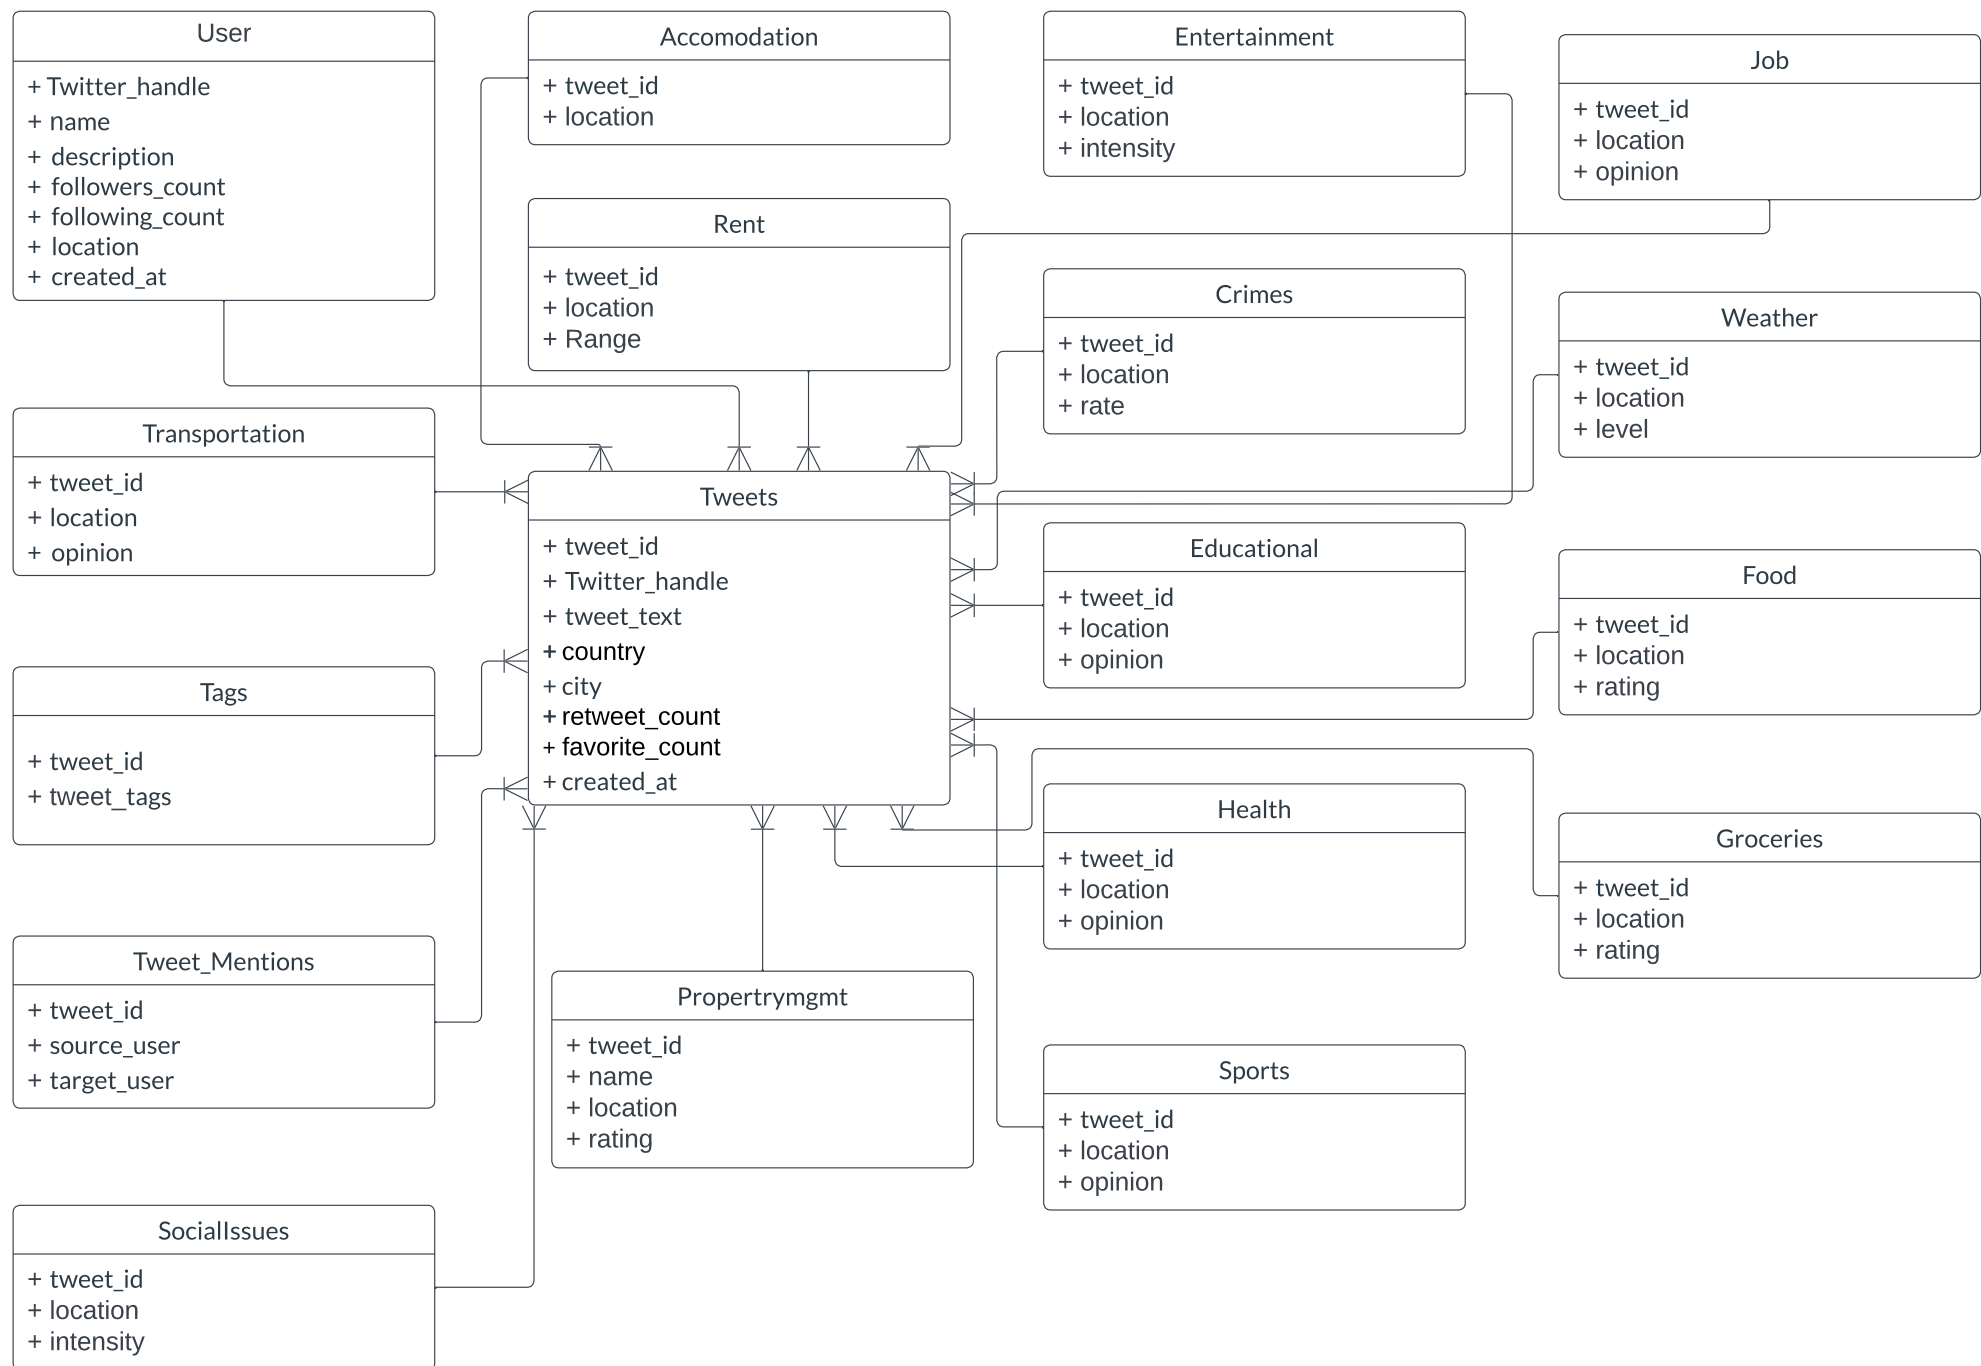 User
+ Twitter_handle
+ name
+ description
+ followers_count
+ following_count
+ location
+ created_at
Accomodation
+ tweet_id
+ location
Entertainment
+ tweet_id
+ location
+ intensity
Job
+ tweet_id
+ location
+ opinion
Rent
+ tweet_id
+ location
+ Range
Crimes
+ tweet_id
+ location
+ rate
Weather
+ tweet_id
+ location
+ level
Transportation
+ tweet_id
+ location
+ opinion
Tweets
+ tweet_id
+ Twitter_handle
+ tweet_text
+ country
+ city
+ retweet_count
+ favorite_count
+ created_at
Educational
+ tweet_id
+ location
+ opinion
Food
+ tweet_id
+ location
+ rating
Tags
+ tweet_id
+ tweet_tags
Health
+ tweet_id
+ location
+ opinion
Groceries
+ tweet_id
+ location
+ rating
Tweet_Mentions
+ tweet_id
+ source_user
+ target_user
Propertrymgmt
+ tweet_id
+ name
+ location
+ rating
Sports
+ tweet_id
+ location
+ opinion
SocialIssues
+ tweet_id
+ location
+ intensity